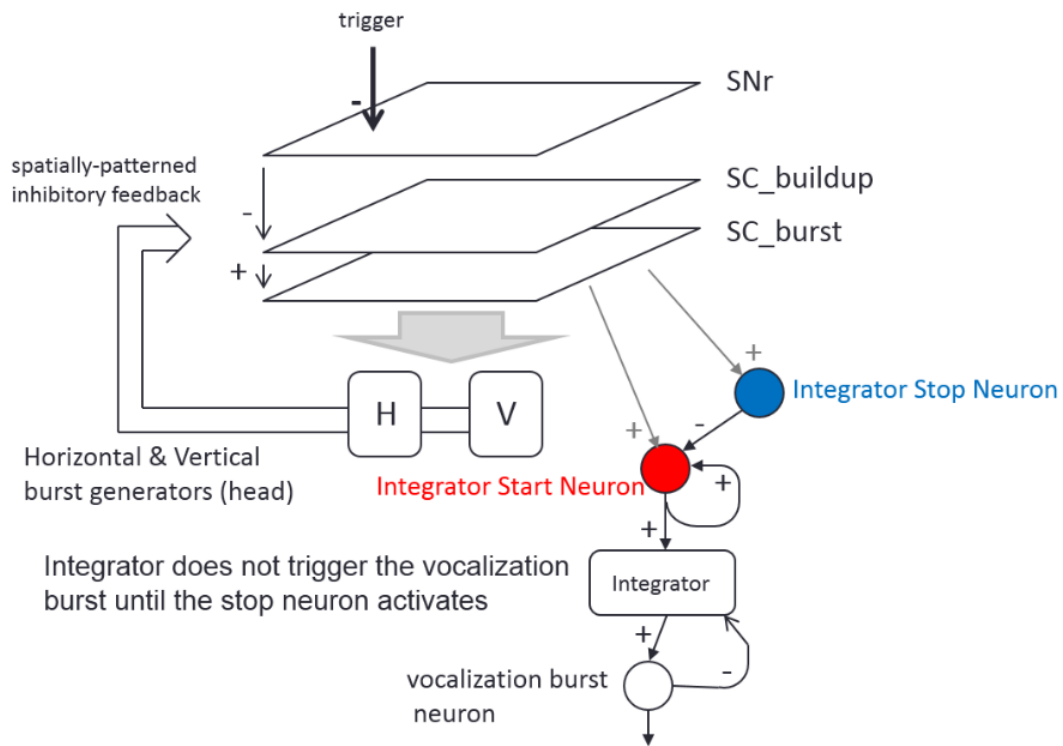 trigger
-
SNr
spatially-patterned
inhibitory feedback
SC_buildup
-
SC_burst
+
+
Integrator Stop Neuron
H
V
-
+
Horizontal & Vertical
burst generators (head)
Integrator Start Neuron
+
+
Integrator does not trigger the vocalization
burst until the stop neuron activates
Integrator
+
-
vocalization burst
neuron